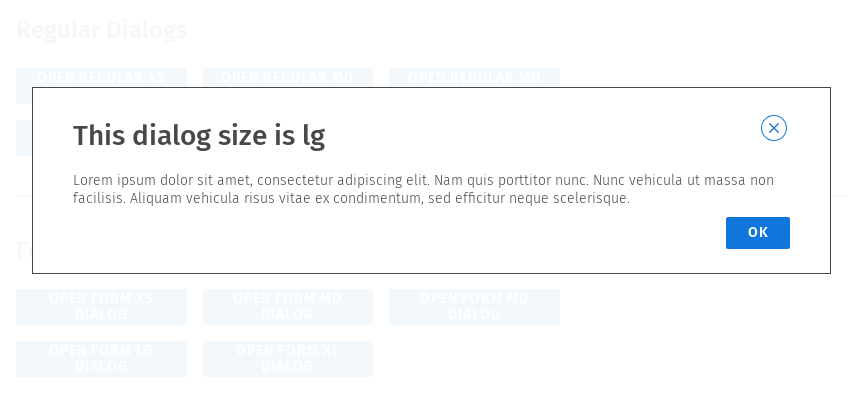 Regular Dialogs
OPEN REGULAR XS
OPEN REGULAR MD
OPEN REGULAR MD
This dialog size is lg
Lorem ipsum dolor sit amet, consectetur adipiscing elit. Nam quis porttitor nunc. Nunc vehicula ut massa non
facilisis. Aliquam vehicula risus vitae ex condimentum, sed efficitur neque scelerisque.
OK
OPEN FORM XS
DIALOG
OPEN FORM MD
DIALOG
OPEN FORM MD
DIALOG
OPEN FORM LG
DIALOG
OPEN FORM XL
DIALOG